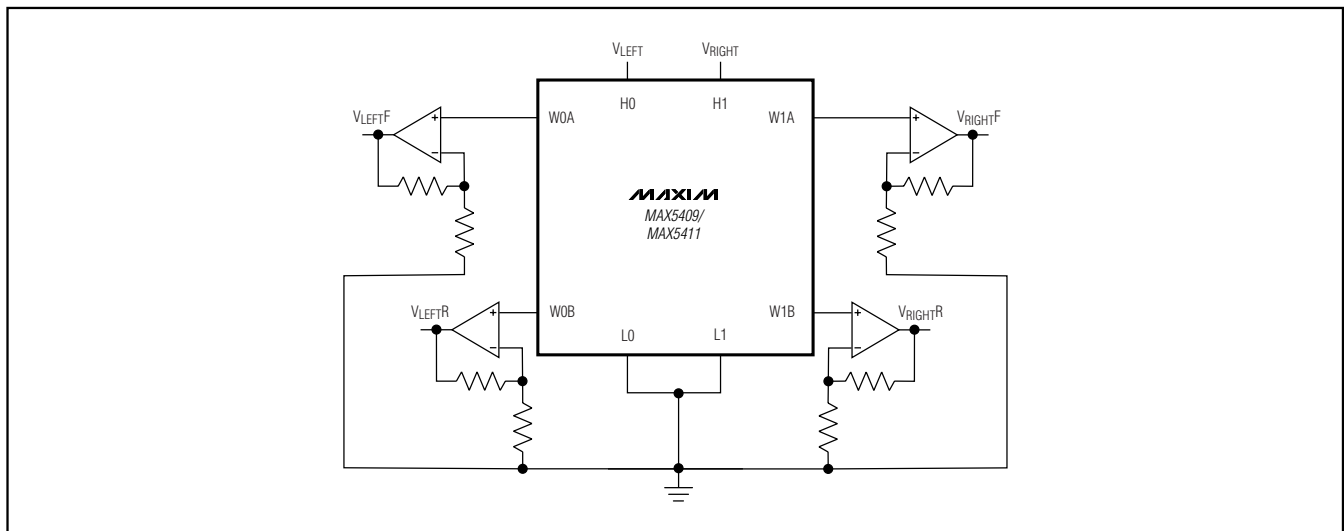 VLEFT VRIGHT
H0 H1
VLEFTF + W0A W1A + VRIGHTF
− −
MAXIM
MAX5409/
MAX5411
VLEFTR + W0B W1B + VRIGHTR
− −
L0 L1